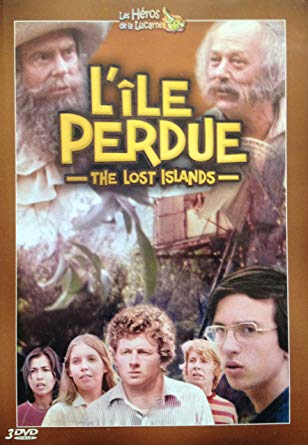 Les Héros
de la Lucarne
L'ÎLE
PERDUE
THE LOST ISLANDS
3 DVD